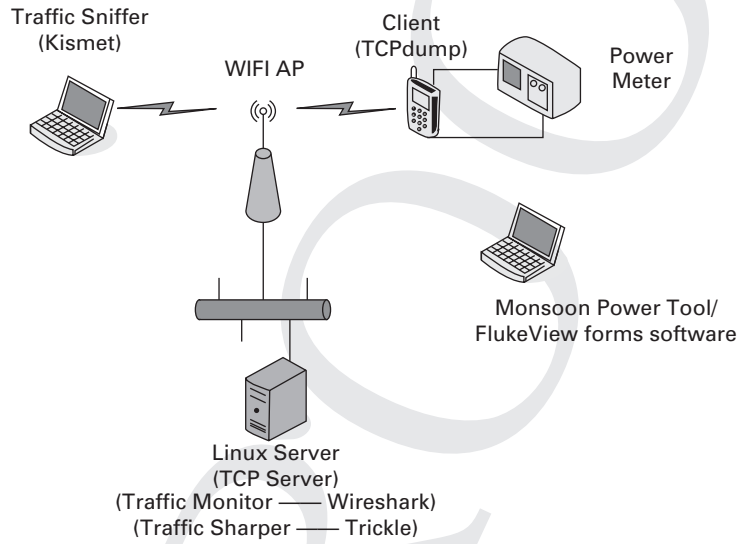 Traffic Sniffer
(Kismet)
WIFI AP
Client
(TCPdump)
Power
Meter
Monsoon Power Tool/
FlukeView forms software
Linux Server
(TCP Server)
(Traffic Monitor —— Wireshark)
(Traffic Sharper —— Trickle)